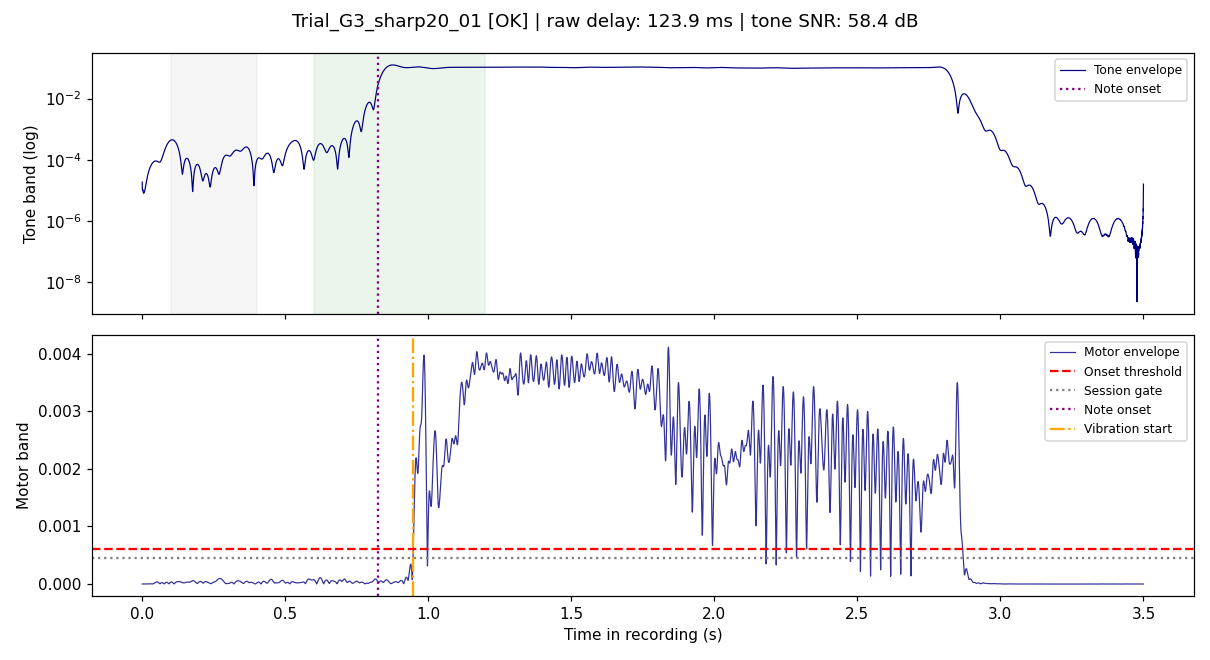 Trial_G3_sharp20_01 [OK] | raw delay: 123.9 ms | tone SNR: 58.4 dB
Tone band (log)
10⁻²
10⁻⁴
10⁻⁶
10⁻⁸
Tone envelope
Note onset
Motor band
0.004
0.003
0.002
0.001
0.000
Motor envelope
Onset threshold
Session gate
Note onset
Vibration start
0.0 0.5 1.0 1.5 2.0 2.5 3.0 3.5
Time in recording (s)